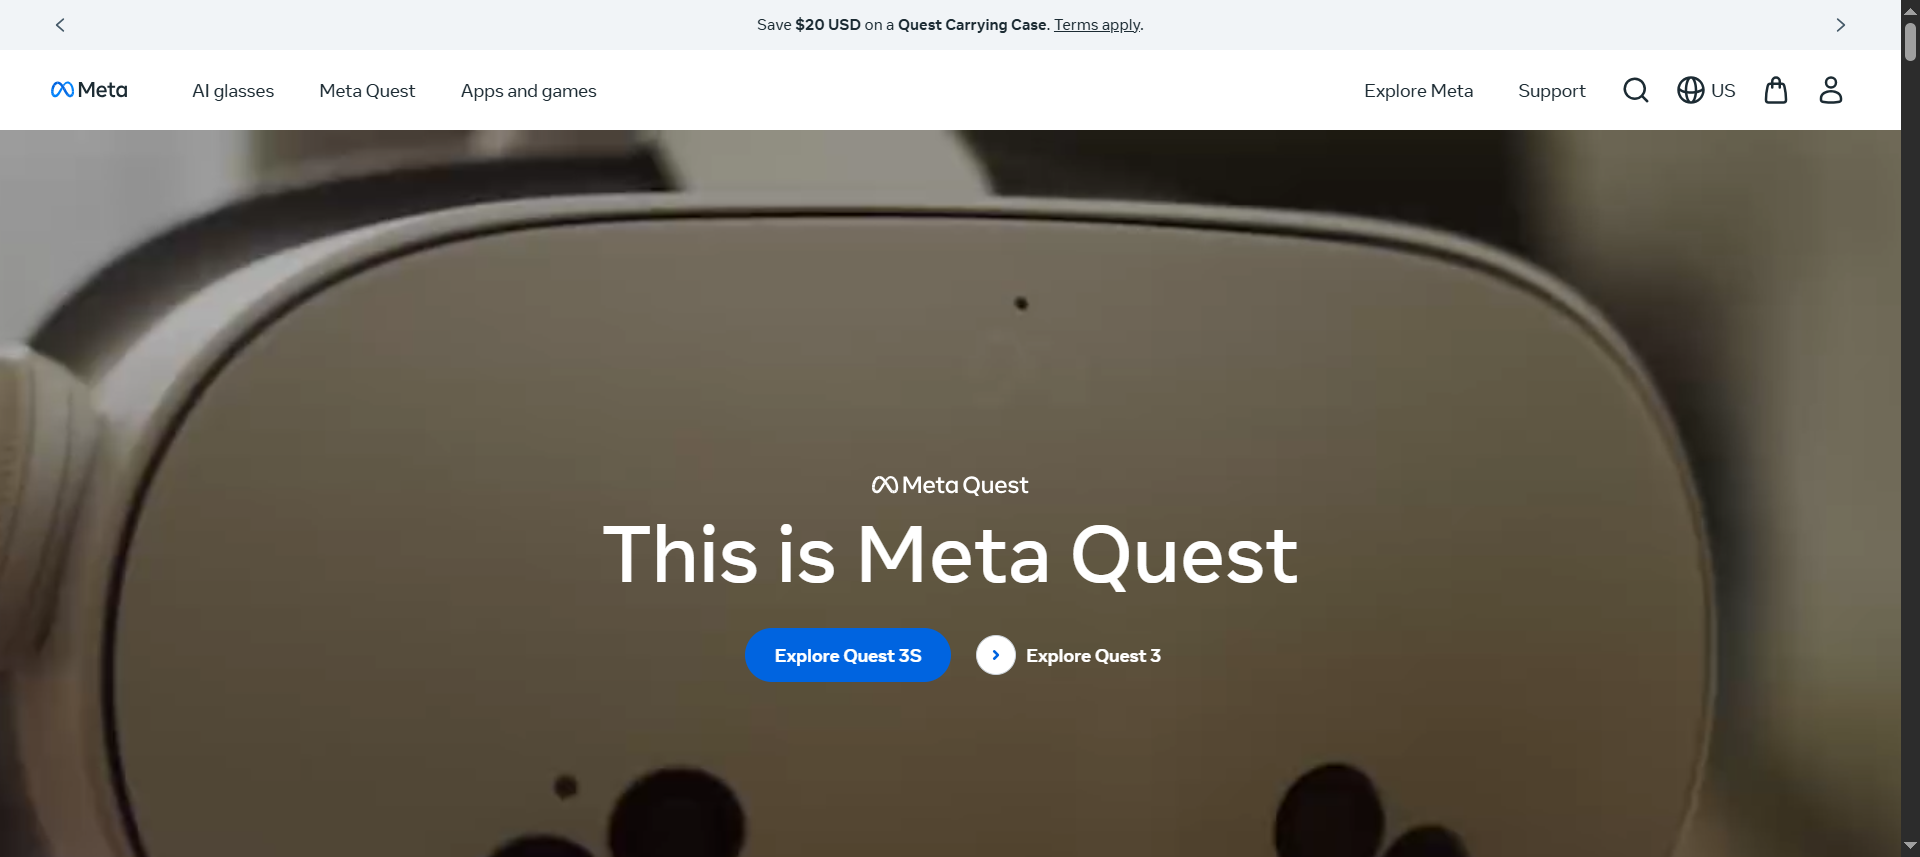 Save $20 USD on a Quest Carrying Case. Terms apply.
Meta
AI glasses
Meta Quest
Apps and games
Explore Meta
Support
US
Meta Quest
This is Meta Quest
Explore Quest 3S
Explore Quest 3